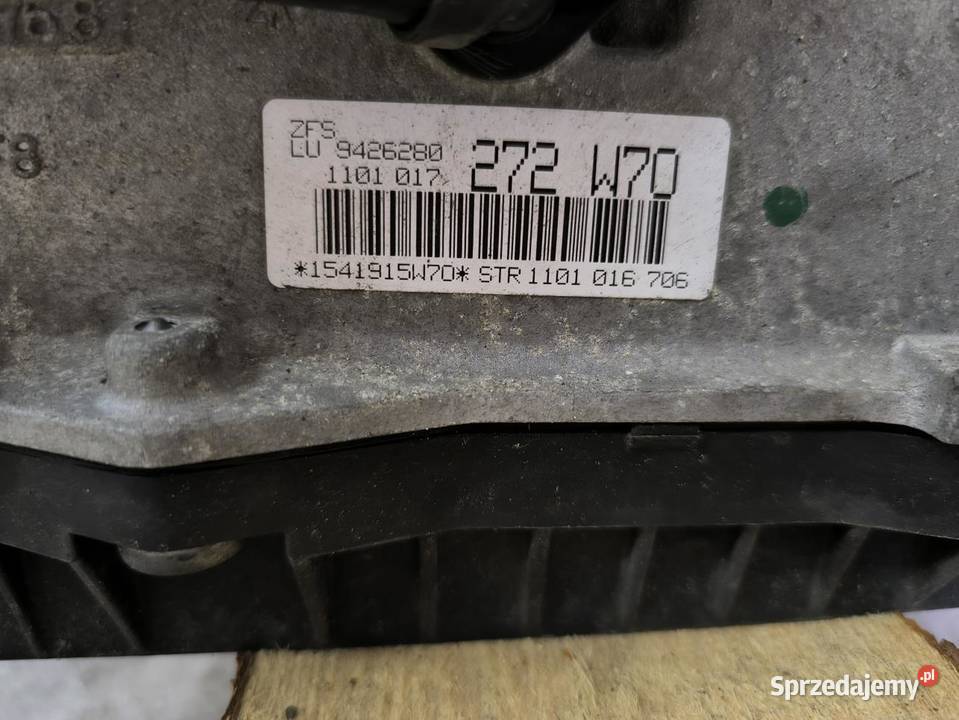 ZFS
LU 9426280
1101 017
272 W70
*1541915W70* STR 1101 016 706
Sprzedajemy.pl